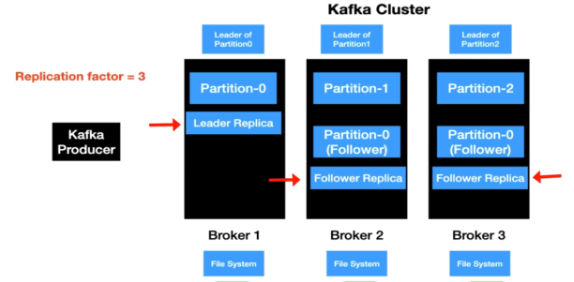 Kafka Cluster
Leader of
Partition0
Leader of
Partition1
Leader of
Partition2
Replication factor = 3
Partition-0
Partition-1
Partition-2
Leader Replica
Kafka
Producer
Partition-0
(Follower)
Partition-0
(Follower)
Follower Replica
Follower Replica
Broker 1
Broker 2
Broker 3
File System
File System
File System